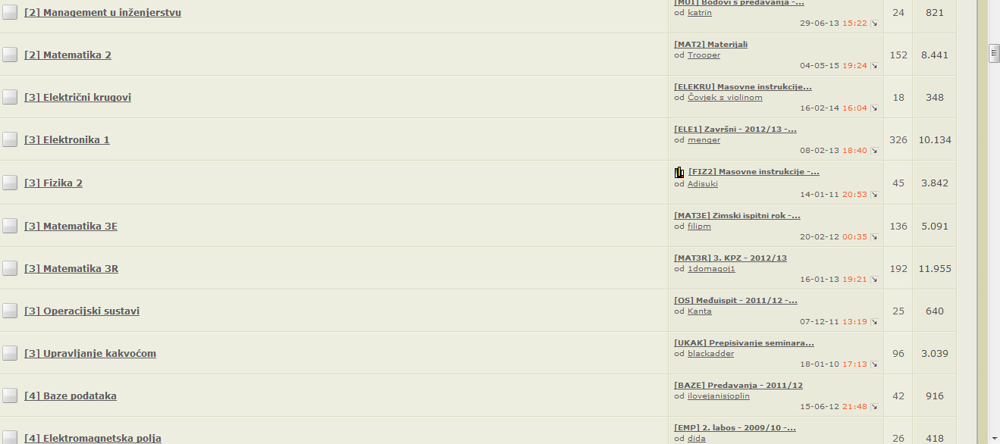 [MUI] Bodovi s predavanja -...
[2] Management u inženjerstvu
od katrin
24
821
29-06-13 15:22
[MAT2] Materijali
[2] Matematika 2
od Trooper
152
8.441
04-05-15 19:24
[ELEKRU] Masovne instrukcije...
[3] Električni krugovi
od Čovjek s violinom
18
348
16-02-14 16:04
[ELE1] Završni - 2012/13 -...
[3] Elektronika 1
od menger
326
10.134
08-02-13 18:40
[FIZ2] Masovne instrukcije -...
[3] Fizika 2
od Adisuki
45
3.842
14-01-11 20:53
[MAT3E] Zimski ispitni rok -...
[3] Matematika 3E
od filipm
136
5.091
20-02-12 00:35
[MAT3R] 3. KPZ - 2012/13
[3] Matematika 3R
od 1domagoj1
192
11.955
16-01-13 19:21
[OS] Međuispit - 2011/12 -...
[3] Operacijski sustavi
od Kanta
25
640
07-12-11 13:19
[UKAK] Prepisivanje seminara...
[3] Upravljanje kakvoćom
od blackadder
96
3.039
18-01-10 17:13
[BAZE] Predavanja - 2011/12
[4] Baze podataka
od ilovejanisjoplin
42
916
15-06-12 21:48
[EMP] 2. labos - 2009/10 -...
[4] Elektromagnetska polja
od dida
26
418